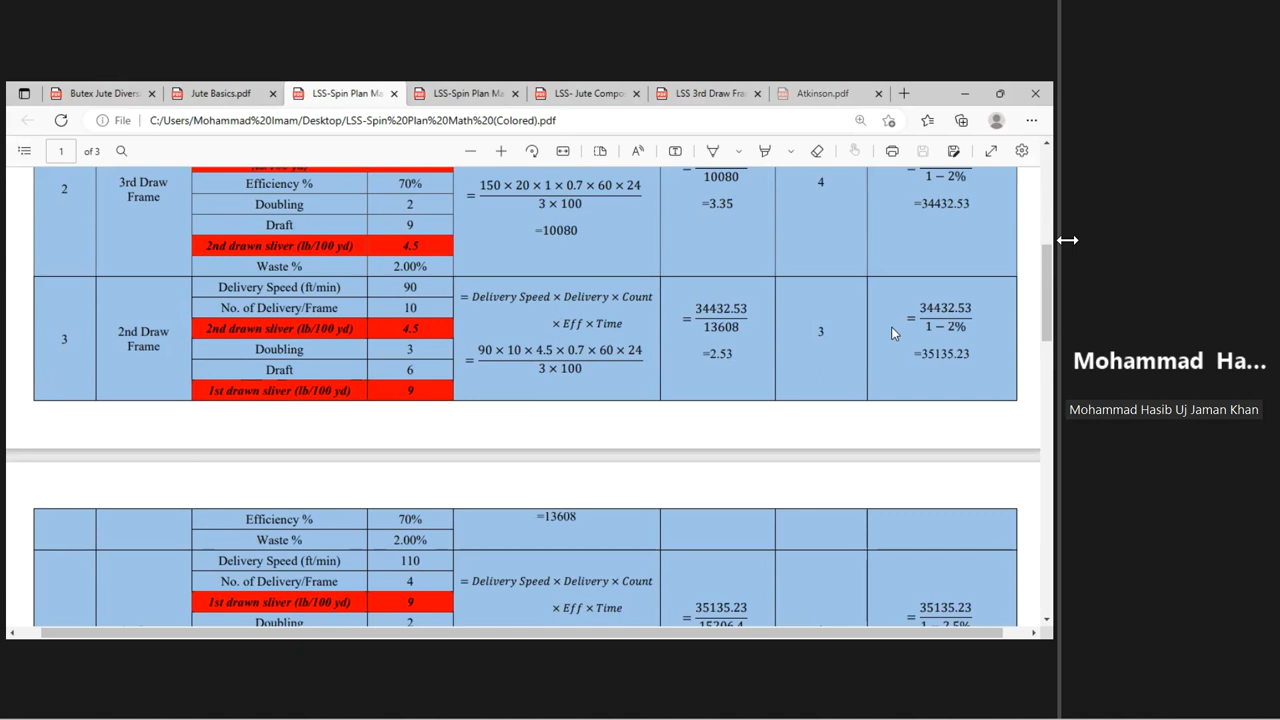 Butex Jute Divers
Jute Basics.pdf
LSS-Spin Plan Ma
LSS-Spin Plan Ma
LSS- Jute Compo
LSS 3rd Draw Fra
Atkinson.pdf
File
C:/Users/Mohammad%20Imam/Desktop/LSS-Spin%20Plan%20Math%20(Colored).pdf
1 of 3
2
3rd Draw
Frame
Efficiency % 70%
Doubling 2
Draft 9
2nd drawn sliver (lb/100 yd) 4.5
Waste % 2.00%
= 150 × 20 × 1 × 0.7 × 60 × 24
3 × 100
=10080
10080
=3.35
4
1 − 2%
=34432.53
3
2nd Draw
Frame
Delivery Speed (ft/min) 90
No. of Delivery/Frame 10
2nd drawn sliver (lb/100 yd) 4.5
Doubling 3
Draft 6
1st drawn sliver (lb/100 yd) 9
= Delivery Speed × Delivery × Count
× Eff × Time
= 90 × 10 × 4.5 × 0.7 × 60 × 24
3 × 100
= 34432.53
13608
=2.53
3
= 34432.53
1 − 2%
=35135.23
Efficiency % 70%
Waste % 2.00%
=13608
Delivery Speed (ft/min) 110
No. of Delivery/Frame 4
1st drawn sliver (lb/100 yd) 9
Doubling 2
= Delivery Speed × Delivery × Count
× Eff × Time
= 35135.23
= 35135.23
1 − 2.5%
Mohammad Ha...
Mohammad Hasib Uj Jaman Khan